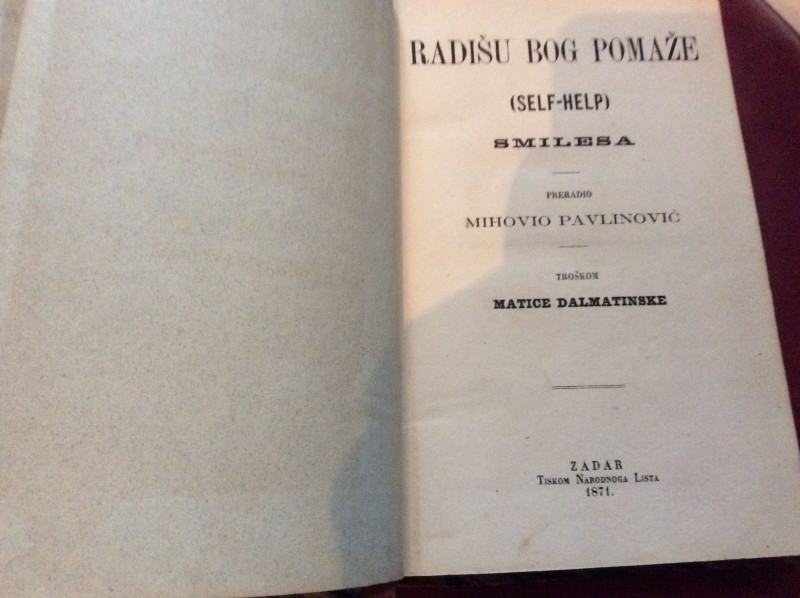 RADIŠU BOG POMAŽE
(SELF-HELP)
SMILESA
PRERADIO
MIHOVIO PAVLINOVIĆ
TROŠKOM
MATICE DALMATINSKE
ZADAR
TISKOM NARODNOGA LISTA
1871.